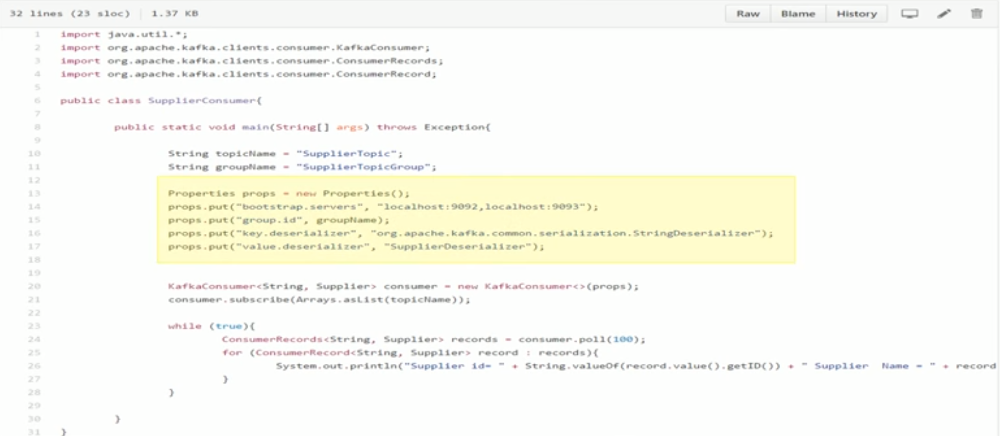 32 lines (23 sloc) 1.37 KB Raw Blame History
1 import java.util.*;
2 import org.apache.kafka.clients.consumer.KafkaConsumer;
3 import org.apache.kafka.clients.consumer.ConsumerRecords;
4 import org.apache.kafka.clients.consumer.ConsumerRecord;
5
6 public class SupplierConsumer{
7
8 public static void main(String[] args) throws Exception{
9
10 String topicName = "SupplierTopic";
11 String groupName = "SupplierTopicGroup";
12
13 Properties props = new Properties();
14 props.put("bootstrap.servers", "localhost:9092,localhost:9093");
15 props.put("group.id", groupName);
16 props.put("key.deserializer", "org.apache.kafka.common.serialization.StringDeserializer");
17 props.put("value.deserializer", "SupplierDeserializer");
18
19
20 KafkaConsumer<String, Supplier> consumer = new KafkaConsumer<>(props);
21 consumer.subscribe(Arrays.asList(topicName));
22
23 while (true){
24 ConsumerRecords<String, Supplier> records = consumer.poll(100);
25 for (ConsumerRecord<String, Supplier> record : records){
26 System.out.println("Supplier id= " + String.valueOf(record.value().getID()) + " Supplier  Name = " + record
27 }
28 }
29
30 }
31 }